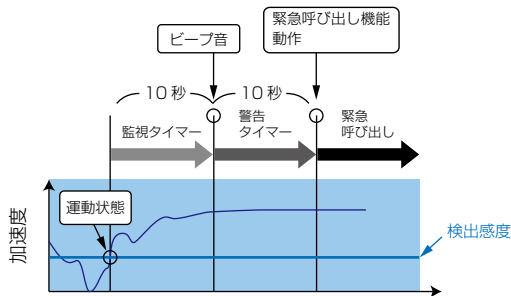 緊急呼び出し機能
動作
ビープ音
10秒
10秒
監視タイマー
警告
タイマー
緊急
呼び出し
運動状態
加速度
検出感度